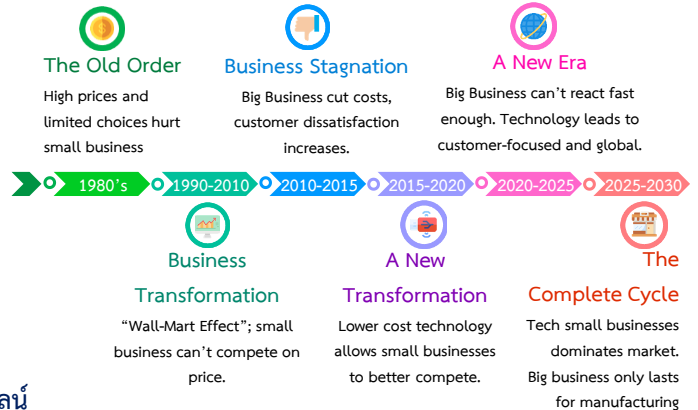 The Old Order
High prices and
limited choices hurt
small business
Business Stagnation
Big Business cut costs,
customer dissatisfaction
increases.
A New Era
Big Business can't react fast
enough. Technology leads to
customer-focused and global.
1980's
1990-2010
2010-2015
2015-2020
2020-2025
2025-2030
Business
Transformation
"Wall-Mart Effect"; small
business can't compete on
price.
A New
Transformation
Lower cost technology
allows small businesses
to better compete.
The
Complete Cycle
Tech small businesses
dominates market.
Big business only lasts
for manufacturing
ลน์